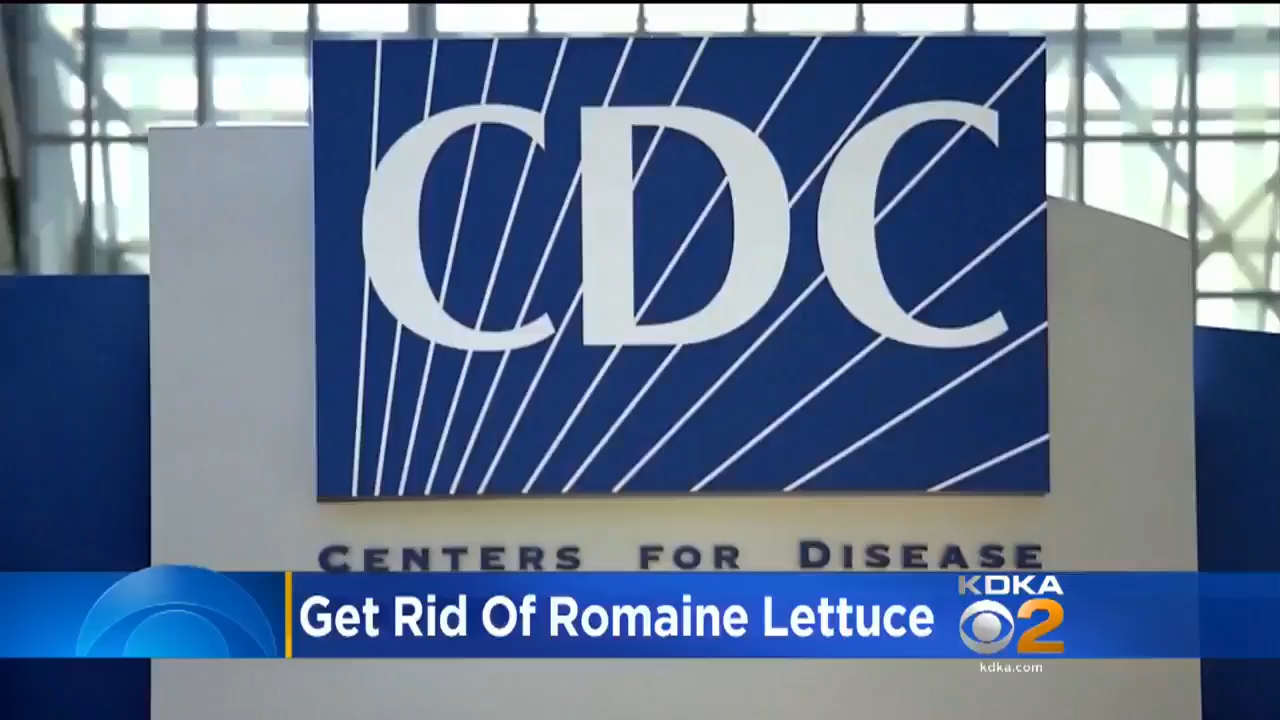 CDC
CENTERS FOR DISEASE
Get Rid Of Romaine Lettuce
KDKA
2
kdka.com